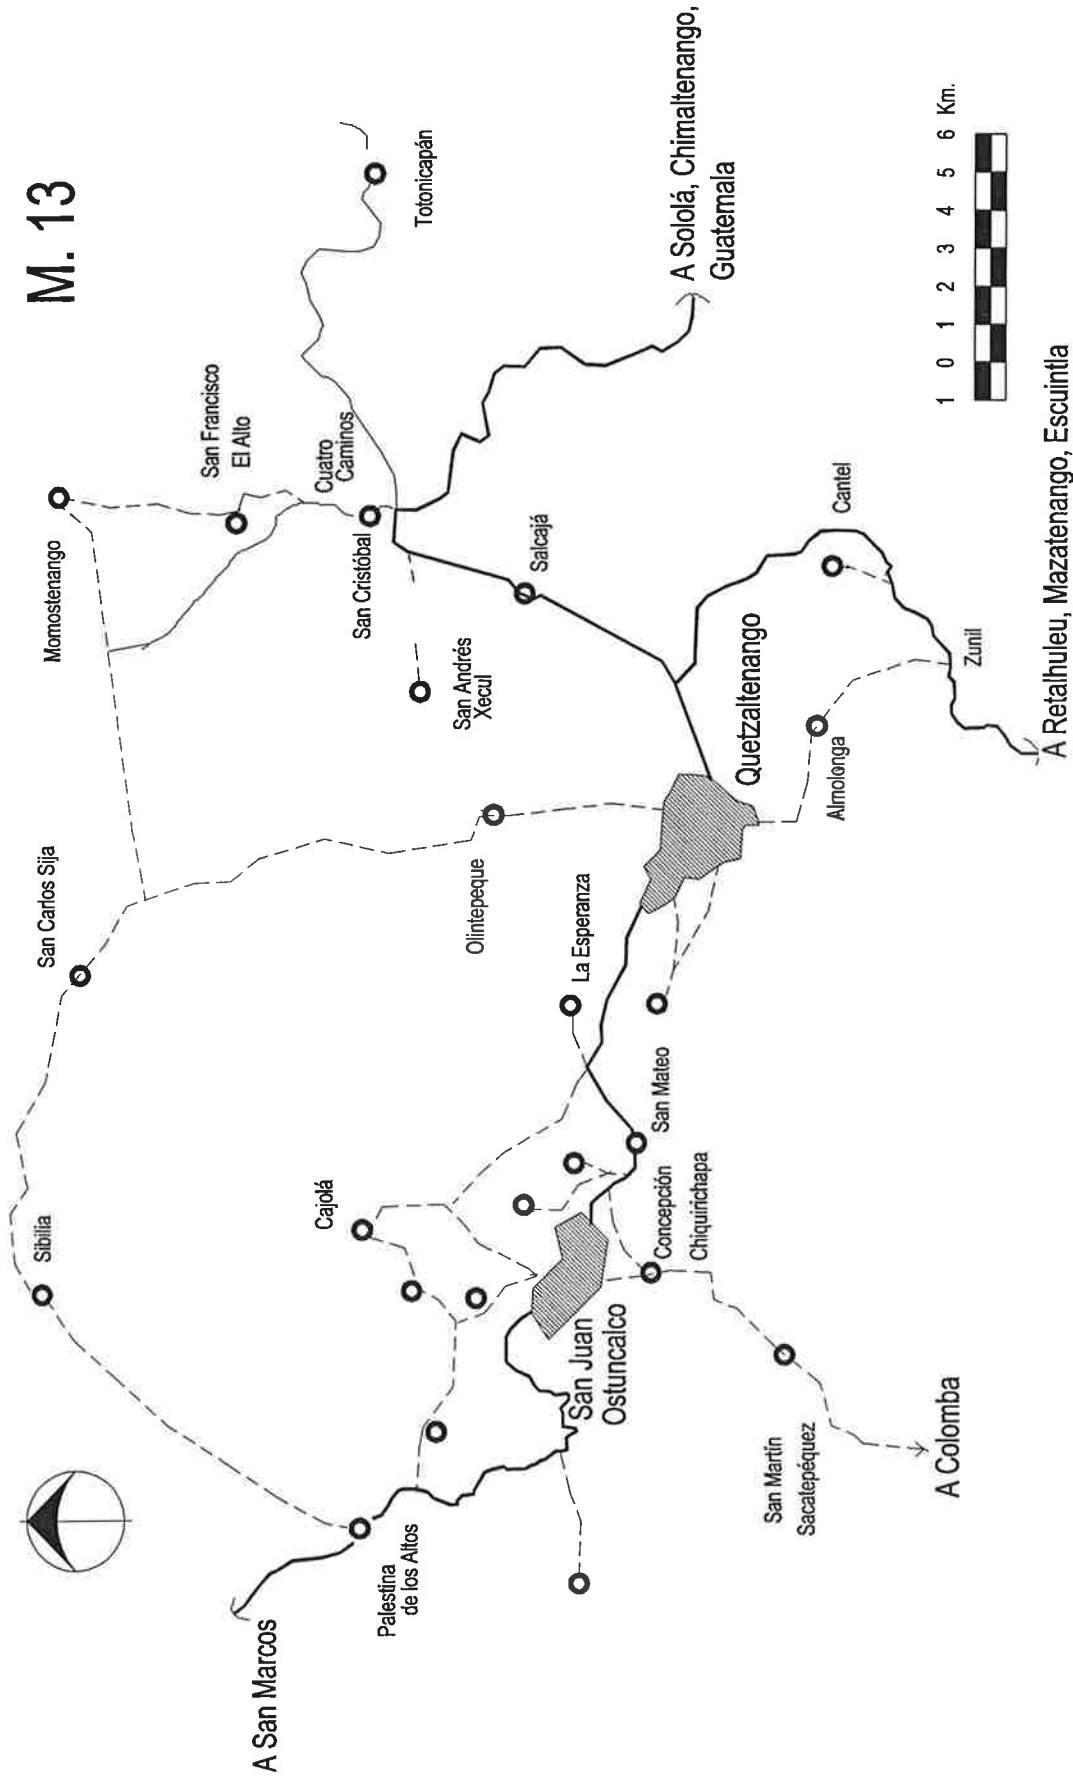 M. 13
Momostenango
San Francisco
El Alto
Cuatro
Caminos
Totonicapán
San Cristóbal
San Andrés
Xecul
Salcajá
A Sololá, Chimaltenango,
Guatemala
San Carlos Sija
Sibilia
Olintepeque
Cajolá
La Esperanza
Quetzaltenango
Cantel
Zunil
Almolonga
San Mateo
Concepción
Chiquirichapa
San Juan
Ostuncalco
Palestina
de los Altos
A San Marcos
San Martín
Sacatepéquez
A Colomba
A Retalhuleu, Mazatenango, Escuintla
1 0 1 2 3 4 5 6 Km.